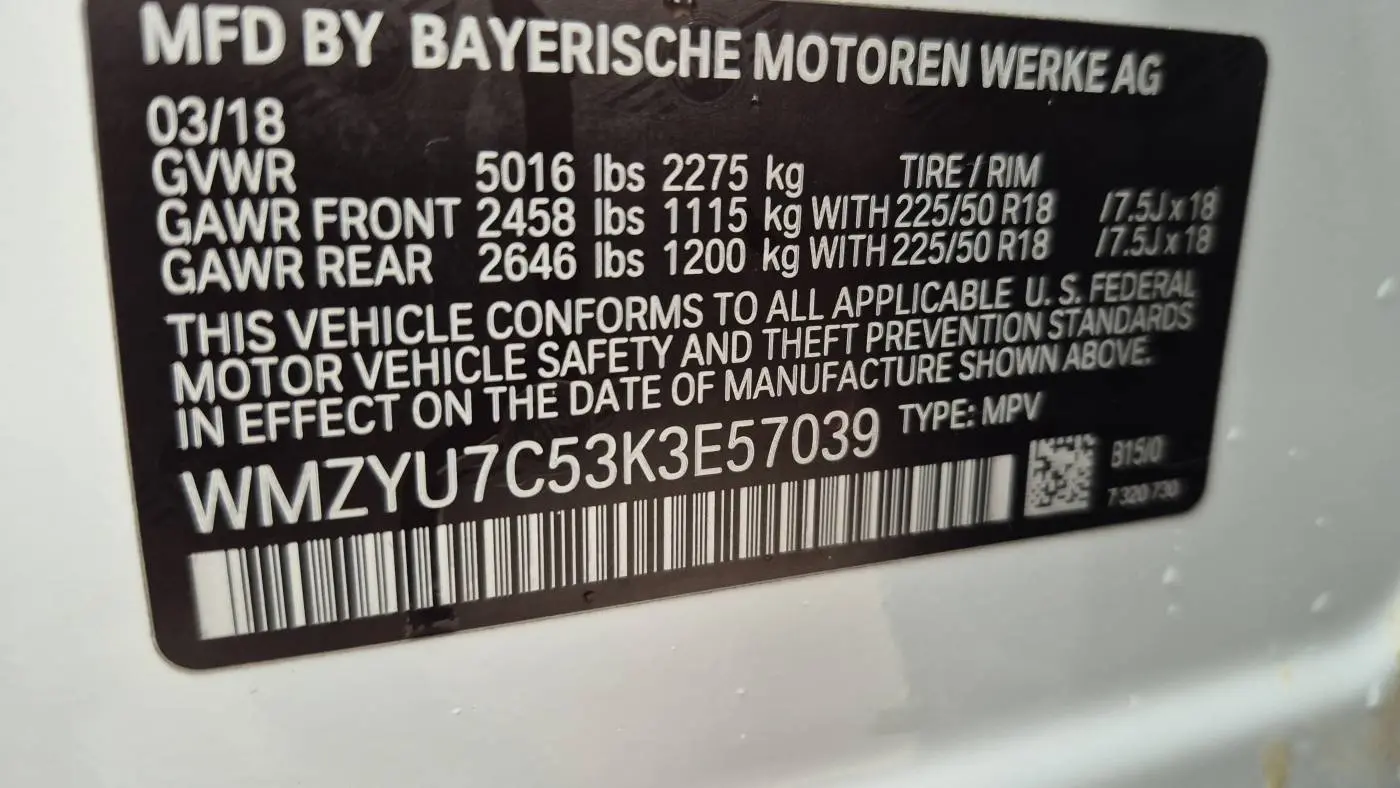 MFD BY BAYERISCHE MOTOREN WERKE AG
03/18
GVWR 5016 lbs 2275 kg TIRE / RIM
GAWR FRONT 2458 lbs 1115 kg WITH 225/50 R18 /7.5J x 18
GAWR REAR 2646 lbs 1200 kg WITH 225/50 R18 /7.5J x 18
THIS VEHICLE CONFORMS TO ALL APPLICABLE U. S. FEDERAL
MOTOR VEHICLE SAFETY AND THEFT PREVENTION STANDARDS
IN EFFECT ON THE DATE OF MANUFACTURE SHOWN ABOVE.
WMZYU7C53K3E57039 TYPE: MPV
B15/0
7 320 730